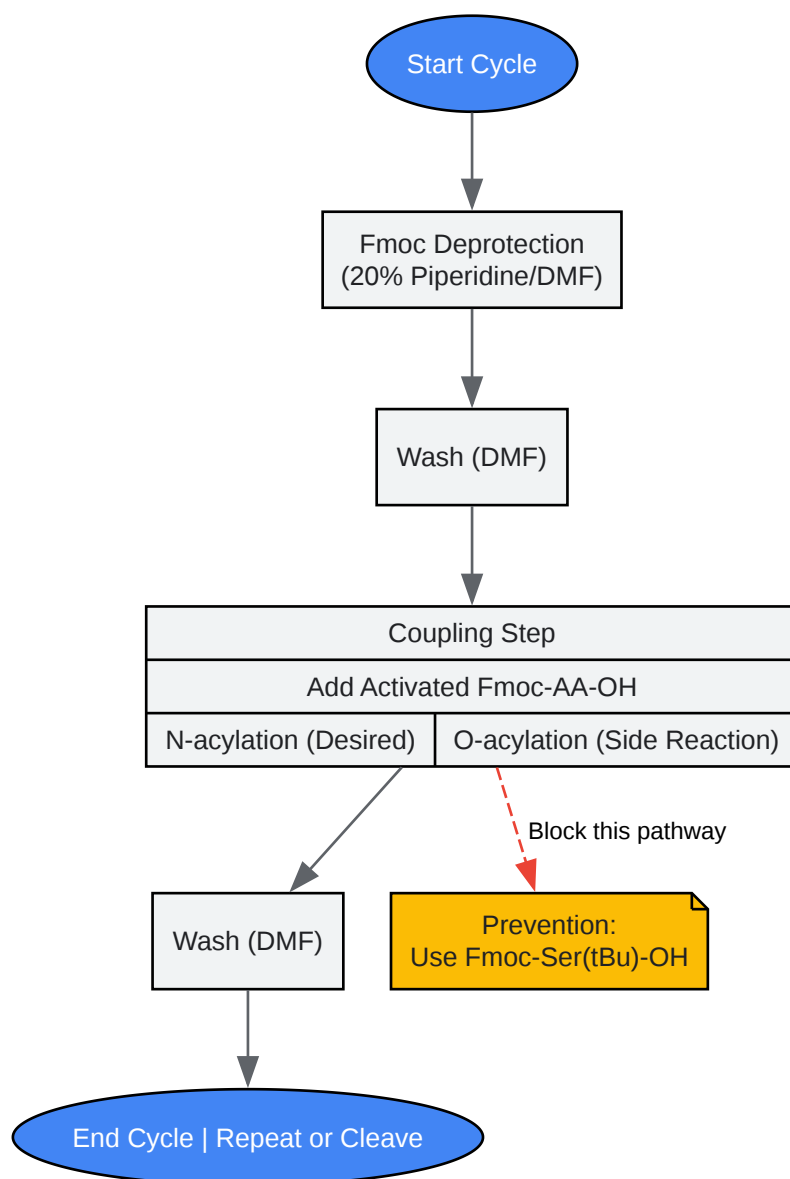 Start Cycle
Fmoc Deprotection
(20% Piperidine/DMF)
Wash (DMF)
Coupling Step
Add Activated Fmoc-AA-OH
N-acylation (Desired)
O-acylation (Side Reaction)
Block this pathway
Wash (DMF)
Prevention:
Use Fmoc-Ser(tBu)-OH
End Cycle | Repeat or Cleave